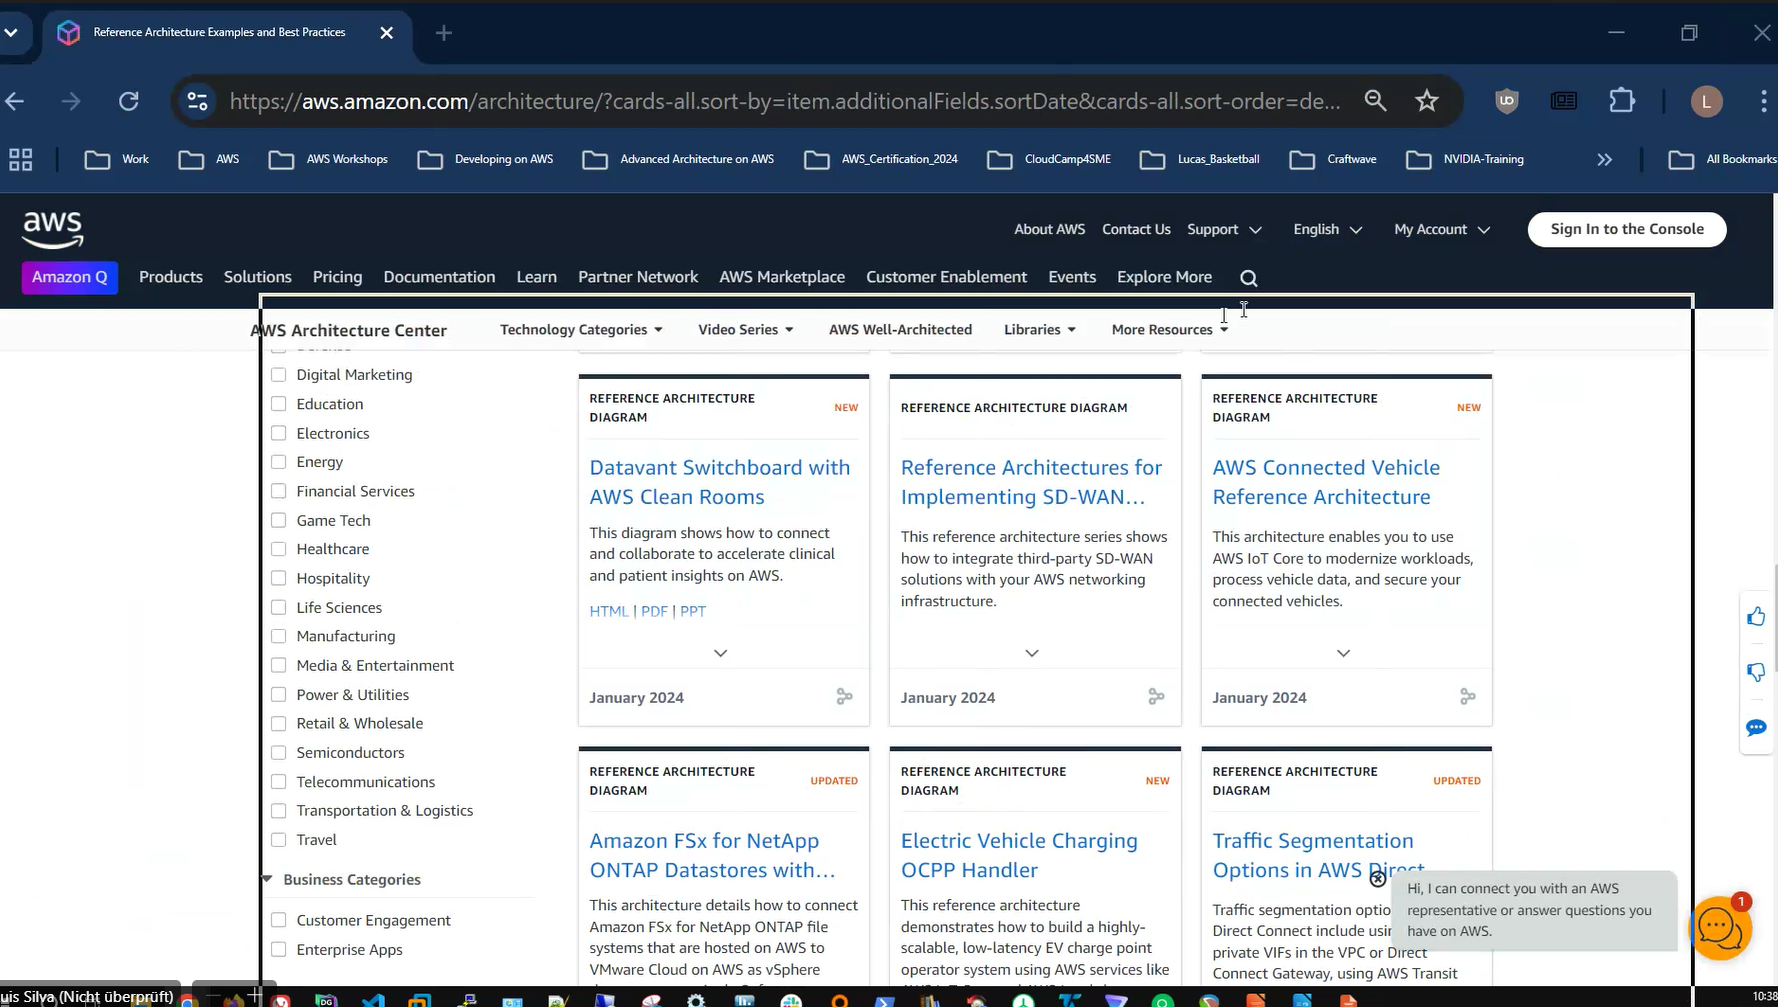 Reference Architecture Examples and Best Practices
https://aws.amazon.com/architecture/?cards-all.sort-by=item.additionalFields.sortDate&cards-all.sort-order=de...
L
Work
AWS
AWS Workshops
Developing on AWS
Advanced Architecture on AWS
AWS_Certification_2024
CloudCamp4SME
Lucas_Basketball
Craftwave
NVIDIA-Training
All Bookmarks
aws
About AWS
Contact Us
Support
English
My Account
Sign In to the Console
Amazon Q
Products
Solutions
Pricing
Documentation
Learn
Partner Network
AWS Marketplace
Customer Enablement
Events
Explore More
AWS Architecture Center
Technology Categories
Video Series
AWS Well-Architected
Libraries
More Resources
Digital Marketing
Education
Electronics
Energy
Financial Services
Game Tech
Healthcare
Hospitality
Life Sciences
Manufacturing
Media & Entertainment
Power & Utilities
Retail & Wholesale
Semiconductors
Telecommunications
Transportation & Logistics
Travel
Business Categories
Customer Engagement
Enterprise Apps
REFERENCE ARCHITECTURE
DIAGRAM
NEW
Datavant Switchboard with
AWS Clean Rooms
This diagram shows how to connect
and collaborate to accelerate clinical
and patient insights on AWS.
HTML | PDF | PPT
January 2024
REFERENCE ARCHITECTURE DIAGRAM
Reference Architectures for
Implementing SD-WAN...
This reference architecture series shows
how to integrate third-party SD-WAN
solutions with your AWS networking
infrastructure.
January 2024
REFERENCE ARCHITECTURE
DIAGRAM
NEW
AWS Connected Vehicle
Reference Architecture
This architecture enables you to use
AWS IoT Core to modernize workloads,
process vehicle data, and secure your
connected vehicles.
January 2024
REFERENCE ARCHITECTURE
DIAGRAM
UPDATED
Amazon FSx for NetApp
ONTAP Datastores with...
This architecture details how to connect
Amazon FSx for NetApp ONTAP file
systems that are hosted on AWS to
VMware Cloud on AWS as vSphere
REFERENCE ARCHITECTURE
DIAGRAM
NEW
Electric Vehicle Charging
OCPP Handler
This reference architecture
demonstrates how to build a highly-
scalable, low-latency EV charge point
operator system using AWS services like
REFERENCE ARCHITECTURE
DIAGRAM
UPDATED
Traffic Segmentation
Options in AWS Direct
Traffic segmentation
Direct Connect include
private VIFs in the VPC or Direct
Connect Gateway, using AWS Transit
Hi, I can connect you with an AWS
representative or answer questions you
have on AWS.
1
uis Silva (Nicht überprüft)
10:38